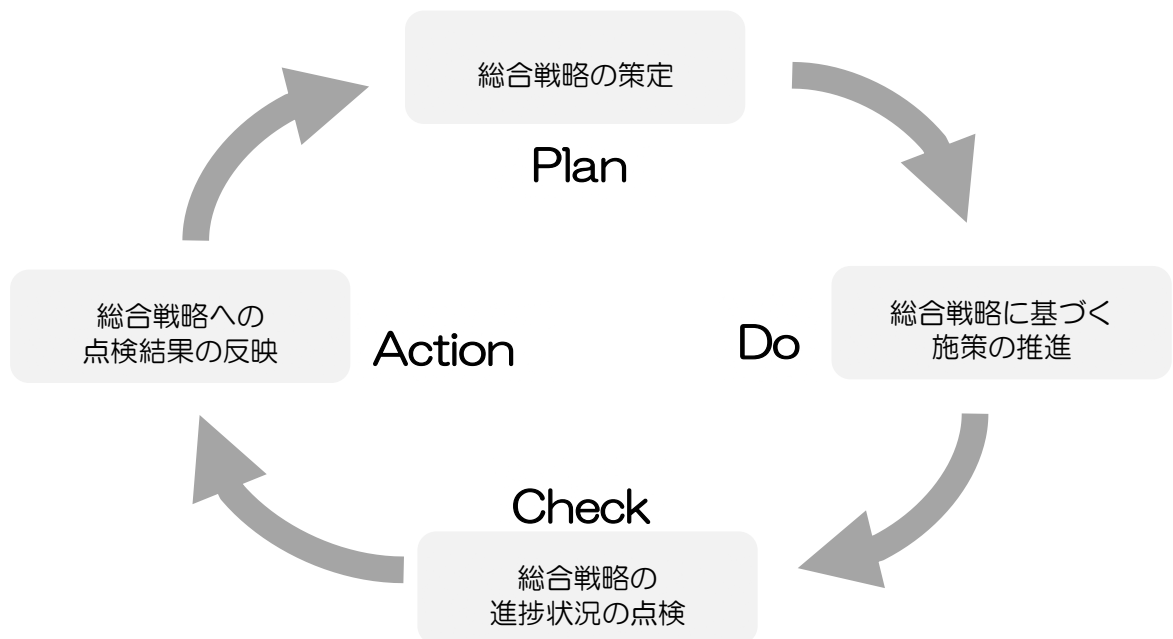 総合戦略の策定
Plan
総合戦略に基づく
施策の推進
Do
Check
総合戦略の
進捗状況の点検
総合戦略への
点検結果の反映
Action